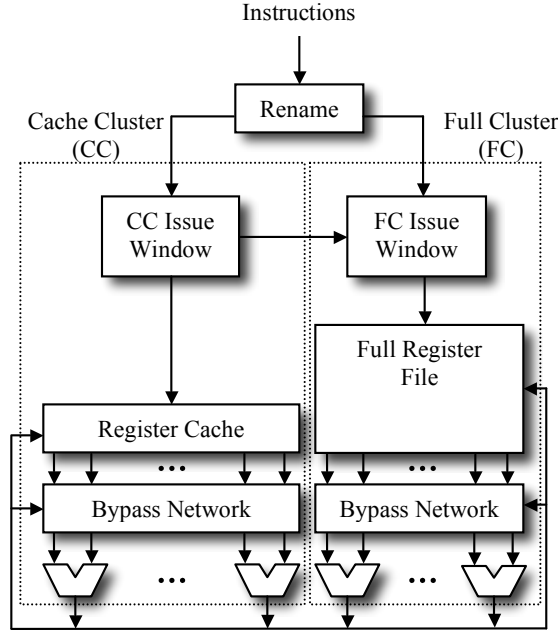 Instructions
Rename
Cache Cluster
(CC)
Full Cluster
(FC)
CC Issue
Window
FC Issue
Window
Full Register
File
Register Cache
...
...
Bypass Network
Bypass Network
...
...